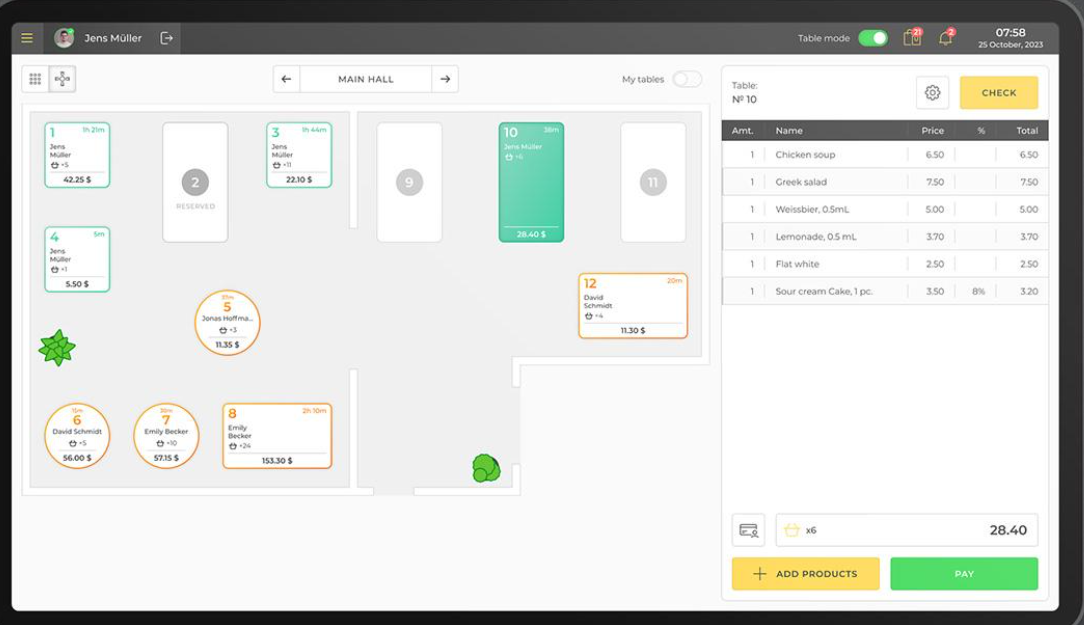 Jens Müller
Table mode
21
2
07:58
25 October, 2023
MAIN HALL
My tables
1 1h 21m
Jens
Müller
×5
42.25 $
2
RESERVED
3 1h 44m
Jens
Müller
×11
22.10 $
9
10 38m
Jens Müller
×6
28.40 $
11
4 5m
Jens
Müller
×1
5.50 $
5
Jonas Hoffma...
×3
11.35 $
12 20m
David
Schmidt
×4
11.30 $
6
David Schmidt
×5
56.00 $
7
Emily Becker
×10
57.15 $
8 2h 10m
Emily
Becker
×24
153.30 $
Table:
№ 10
CHECK
Amt. Name Price % Total
1 Chicken soup 6.50 6.50
1 Greek salad 7.50 7.50
1 Weissbier, 0.5mL 5.00 5.00
1 Lemonade, 0.5 mL 3.70 3.70
1 Flat white 2.50 2.50
1 Sour cream Cake, 1 pc. 3.50 8% 3.20
x6 28.40
ADD PRODUCTS
PAY